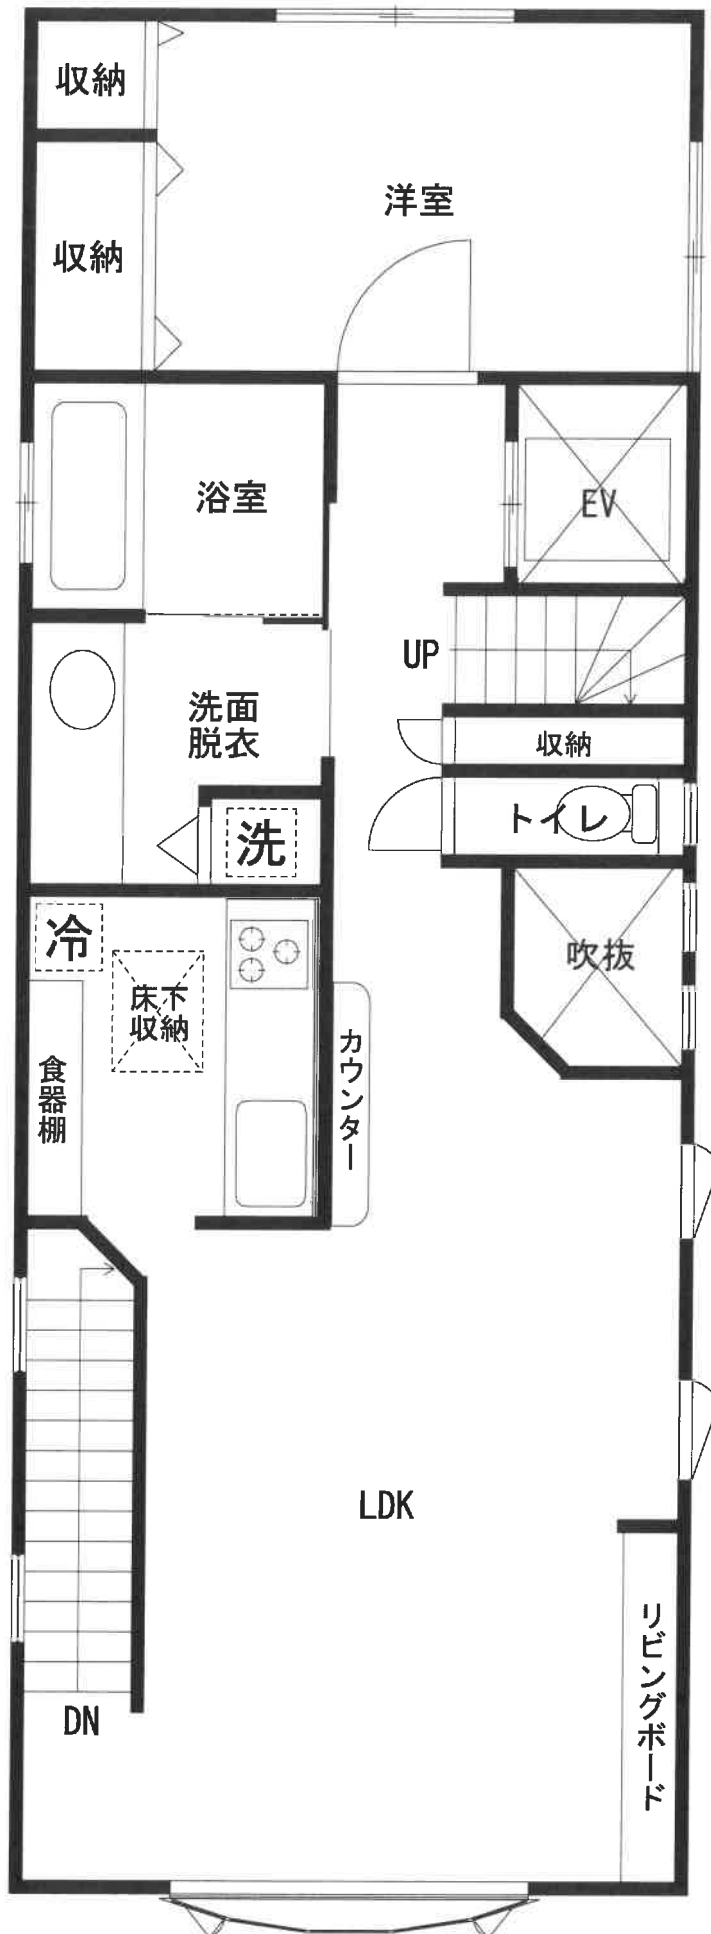 収納
洋室
収納
浴室
EV
UP
洗面
脱衣
収納
トイレ
洗
冷
床下
収納
吹抜
カウンター
食器棚
LDK
リビングボード
DN